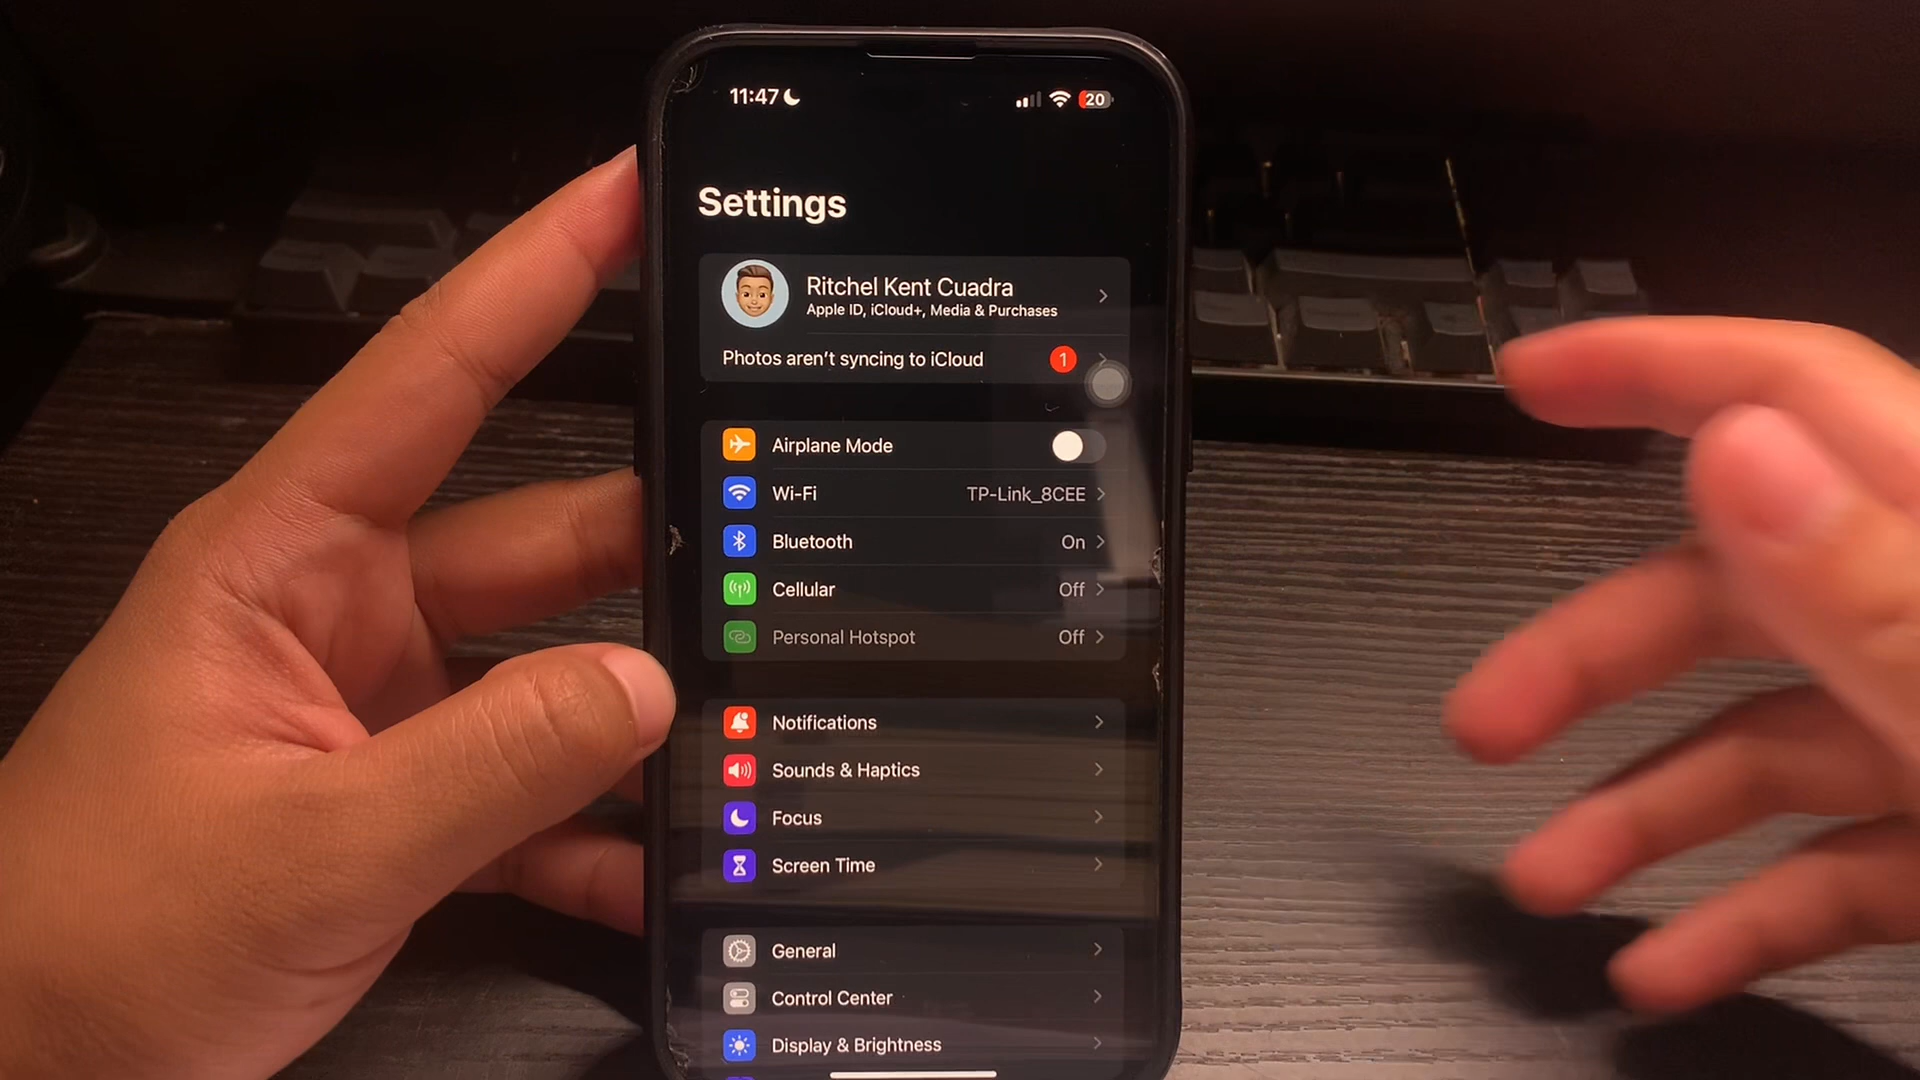 11:47
20
Settings
Ritchel Kent Cuadra
Apple ID, iCloud+, Media & Purchases
Photos aren't syncing to iCloud 1
Airplane Mode
Wi-Fi TP-Link_8CEE
Bluetooth On
Cellular Off
Personal Hotspot Off
Notifications
Sounds & Haptics
Focus
Screen Time
General
Control Center
Display & Brightness